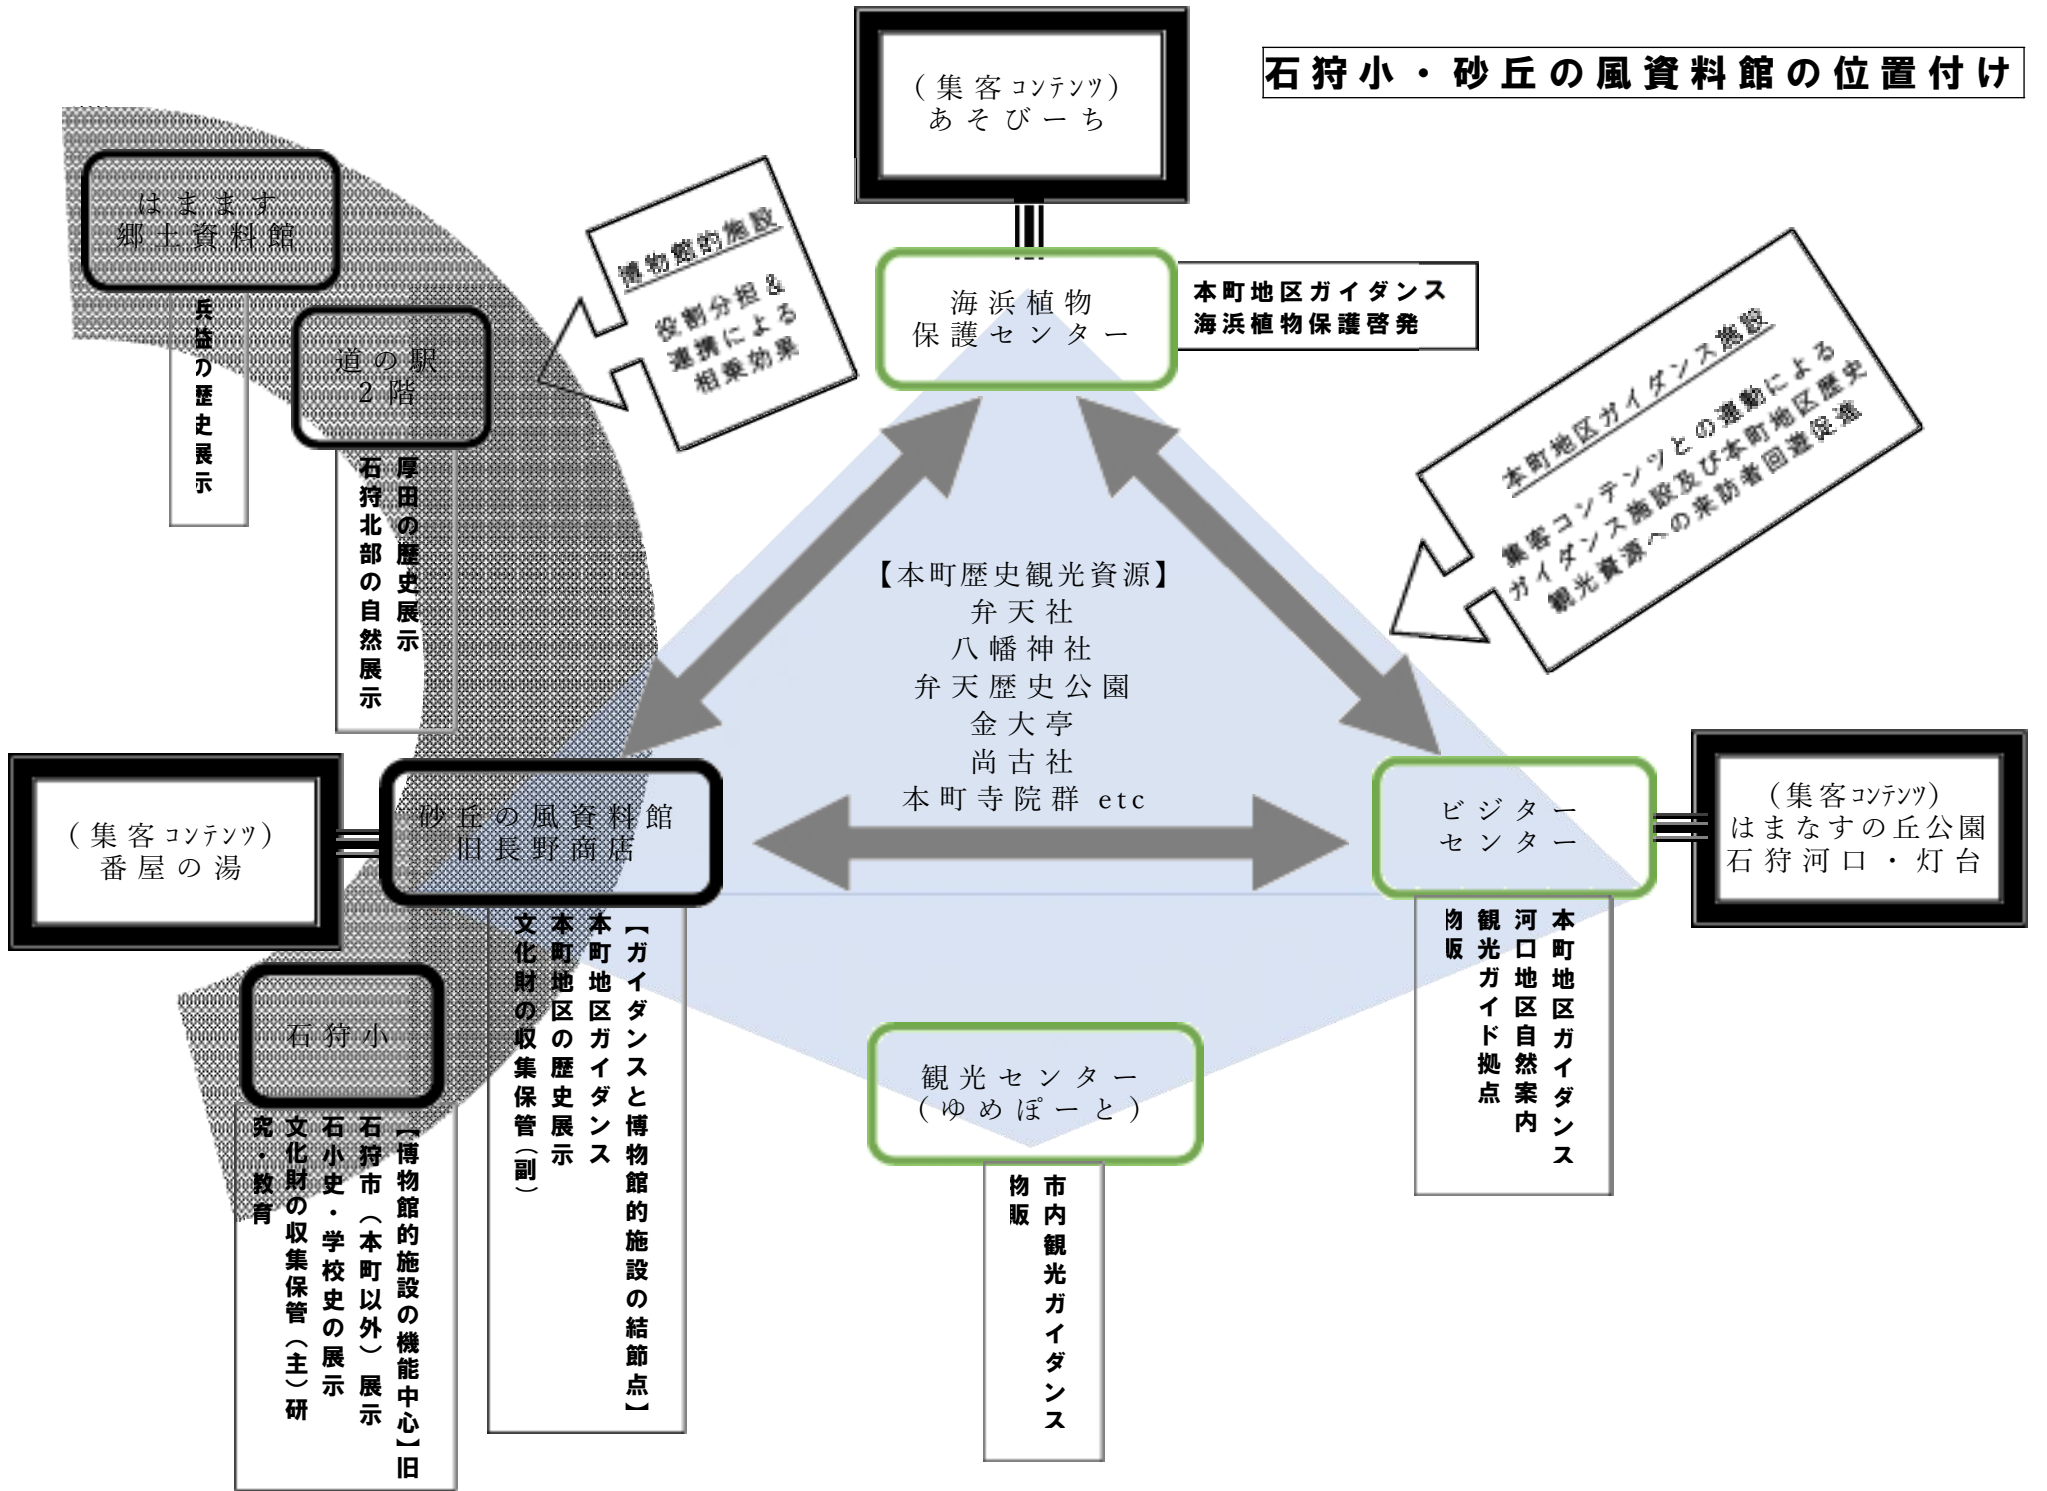 石狩小・砂丘の風資料館の位置付け
(集客コンテンツ)
あそびーち
はまます
郷土資料館
兵益の歴史展示
道の駅
2階
厚田の歴史展示
石狩北部の自然展示
博物館的施設
役割分担&
連携による
相乗効果
海浜植物
保護センター
本町地区ガイダンス
海浜植物保護啓発
本町地区ガイダンス施設
集客コンテンツとの連動による
ガイダンス施設及び本町地区歴史
観光資源への来訪者回遊促進
【本町歴史観光資源】
弁天社
八幡神社
弁天歴史公園
金大亭
尚古社
本町寺院群 etc
(集客コンテンツ)
番屋の湯
砂丘の風資料館
旧長野商店
【ガイダンスと博物館的施設の結節点】
本町地区ガイダンス
本町地区の歴史展示
文化財の収集保管(副)
ビジター
センター
本町地区ガイダンス
河口地区自然案内
観光ガイド拠点
物販
(集客コンテンツ)
はまなすの丘公園
石狩河口・灯台
石狩小
【博物館的施設の機能中心】旧
石狩市(本町以外)展示
石小史・学校史の展示
文化財の収集保管(主)研
究・教育
観光センター
(ゆめぽーと)
市内観光ガイダンス
物販